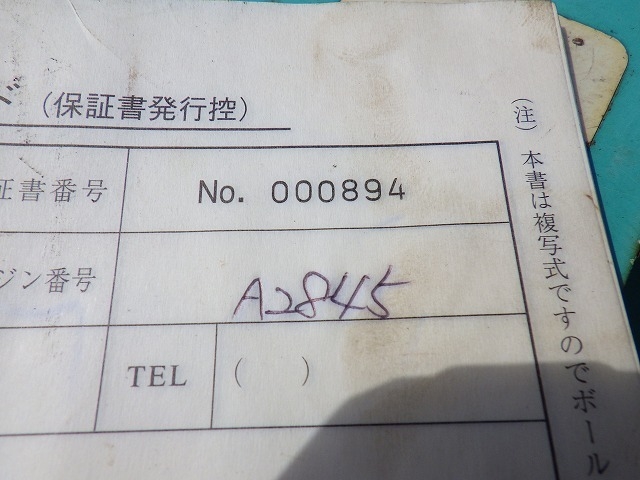 ド (保証書発行控)
証書番号 No. 000894
ジン番号 A2845
TEL ( )
(注) 本書は複写式ですのでボール